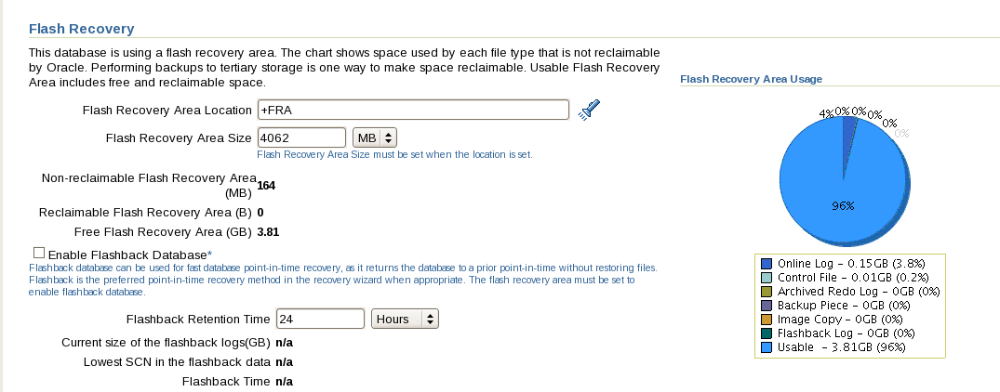 Flash Recovery
This database is using a flash recovery area. The chart shows space used by each file type that is not reclaimable
by Oracle. Performing backups to tertiary storage is one way to make space reclaimable. Usable Flash Recovery
Area includes free and reclaimable space.
Flash Recovery Area Location +FRA
Flash Recovery Area Size 4062 MB
Flash Recovery Area Size must be set when the location is set.
Non-reclaimable Flash Recovery Area
(MB) 164
Reclaimable Flash Recovery Area (B) 0
Free Flash Recovery Area (GB) 3.81
Enable Flashback Database*
Flashback database can be used for fast database point-in-time recovery, as it returns the database to a prior point-in-time without restoring files.
Flashback is the preferred point-in-time recovery method in the recovery wizard when appropriate. The flash recovery area must be set to
enable flashback database.
Flashback Retention Time 24 Hours
Current size of the flashback logs(GB) n/a
Lowest SCN in the flashback data n/a
Flashback Time n/a
Flash Recovery Area Usage
4% 0% 0% 0% 0% 0%
96%
Online Log – 0.15GB (3.8%)
Control File – 0.01GB (0.2%)
Archived Redo Log – 0GB (0%)
Backup Piece – 0GB (0%)
Image Copy – 0GB (0%)
Flashback Log – 0GB (0%)
Usable – 3.81GB (96%)